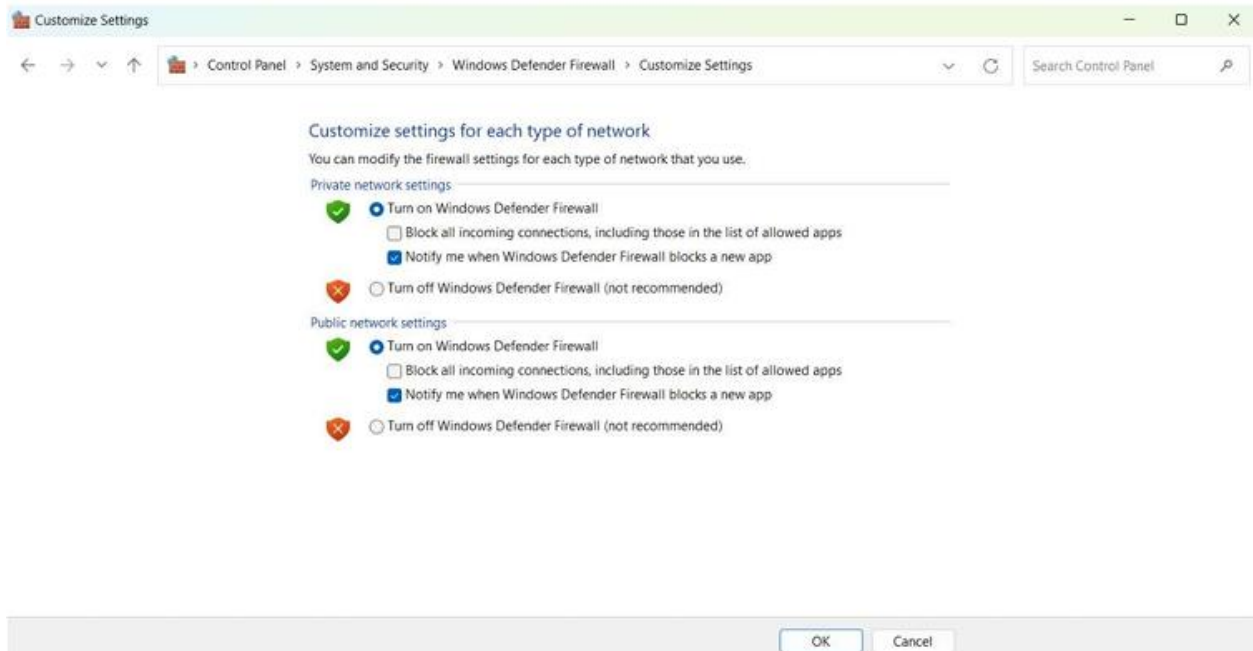 Customize Settings
Control Panel > System and Security > Windows Defender Firewall > Customize Settings
Search Control Panel
Customize settings for each type of network
You can modify the firewall settings for each type of network that you use.
Private network settings
Turn on Windows Defender Firewall
Block all incoming connections, including those in the list of allowed apps
Notify me when Windows Defender Firewall blocks a new app
Turn off Windows Defender Firewall (not recommended)
Public network settings
Turn on Windows Defender Firewall
Block all incoming connections, including those in the list of allowed apps
Notify me when Windows Defender Firewall blocks a new app
Turn off Windows Defender Firewall (not recommended)
OK Cancel